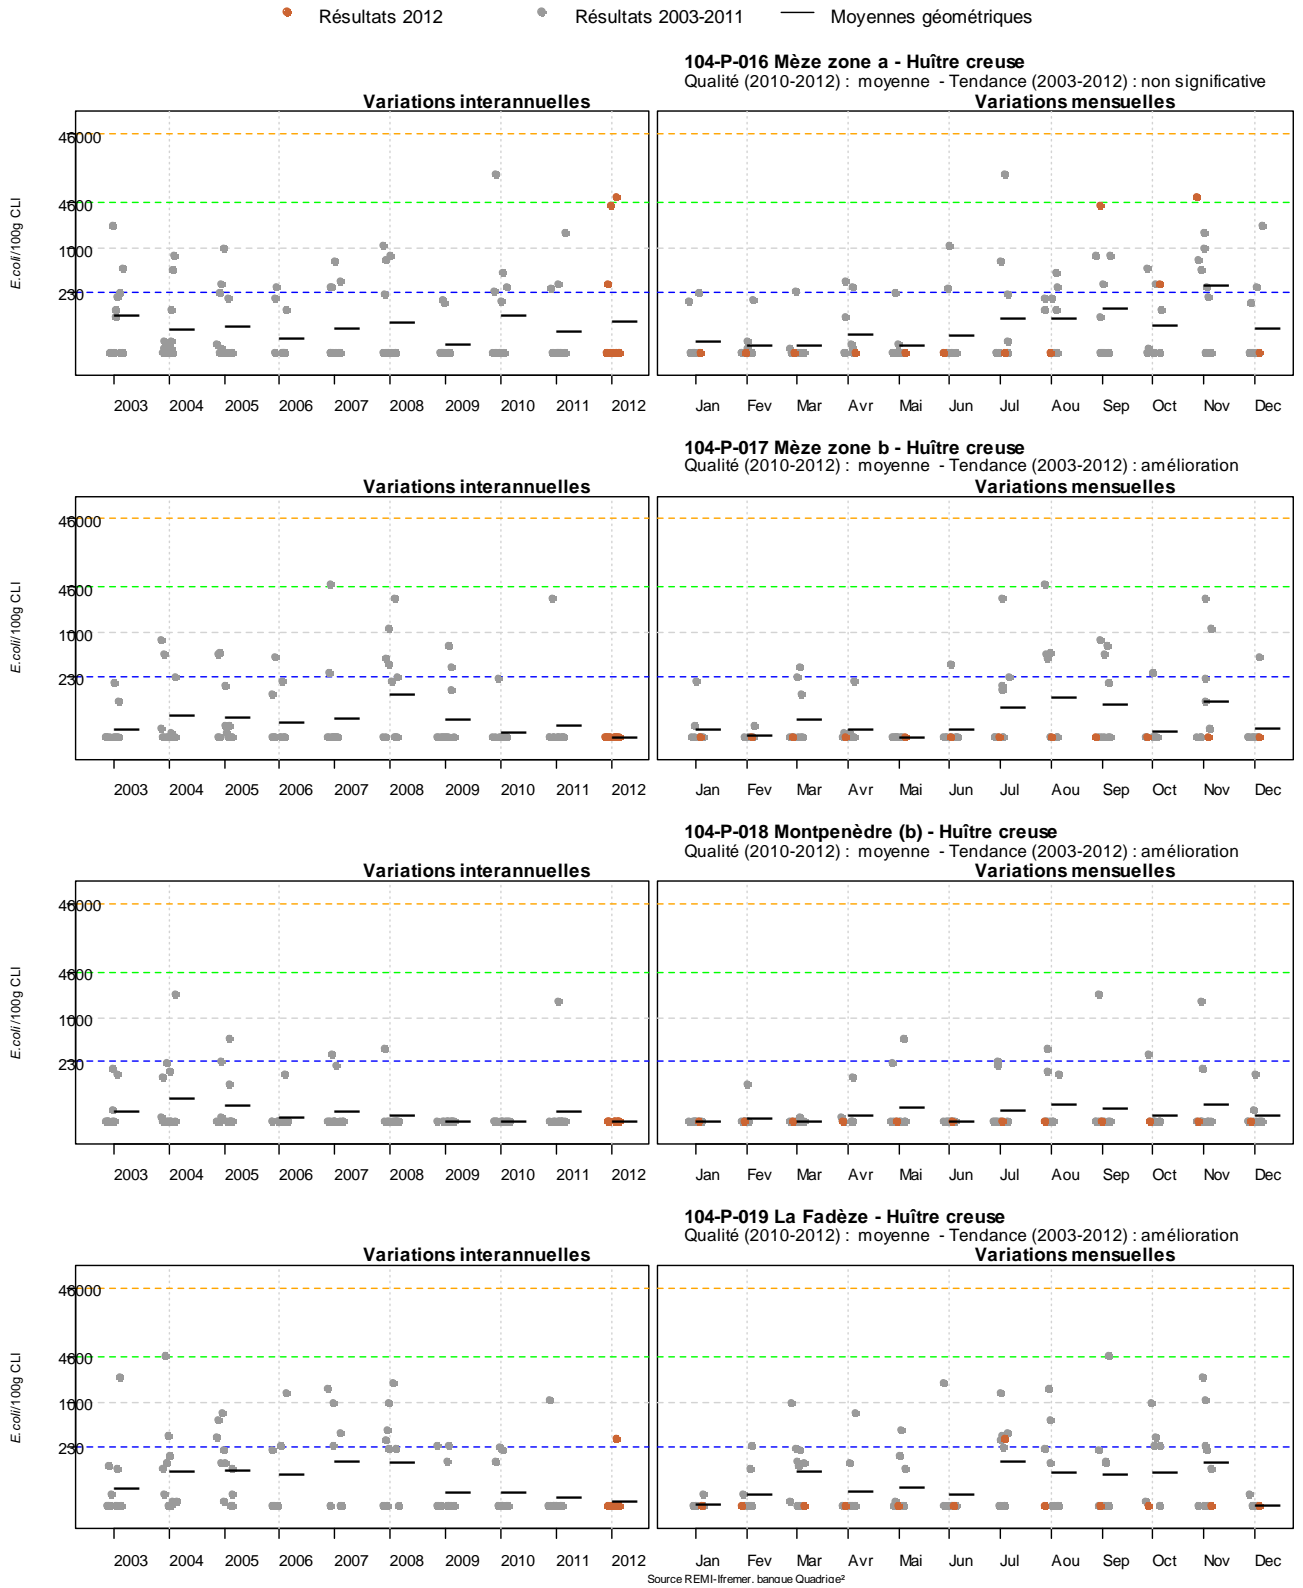 Résultats 2012 Résultats 2003-2011 Moyennes géométriques
104-P-016 Mèze zone a - Huître creuse
Qualité (2010-2012) : moyenne - Tendance (2003-2012) : non significative
Variations interannuelles Variations mensuelles
46000
4600
1000
230
E.coli/100g CLI
2003 2004 2005 2006 2007 2008 2009 2010 2011 2012 Jan Fev Mar Avr Mai Jun Jul Aou Sep Oct Nov Dec
104-P-017 Mèze zone b - Huître creuse
Qualité (2010-2012) : moyenne - Tendance (2003-2012) : amélioration
Variations interannuelles Variations mensuelles
46000
4600
1000
230
E.coli/100g CLI
2003 2004 2005 2006 2007 2008 2009 2010 2011 2012 Jan Fev Mar Avr Mai Jun Jul Aou Sep Oct Nov Dec
104-P-018 Montpenèdre (b) - Huître creuse
Qualité (2010-2012) : moyenne - Tendance (2003-2012) : amélioration
Variations interannuelles Variations mensuelles
46000
4600
1000
230
E.coli/100g CLI
2003 2004 2005 2006 2007 2008 2009 2010 2011 2012 Jan Fev Mar Avr Mai Jun Jul Aou Sep Oct Nov Dec
104-P-019 La Fadèze - Huître creuse
Qualité (2010-2012) : moyenne - Tendance (2003-2012) : amélioration
Variations interannuelles Variations mensuelles
46000
4600
1000
230
E.coli/100g CLI
2003 2004 2005 2006 2007 2008 2009 2010 2011 2012 Jan Fev Mar Avr Mai Jun Jul Aou Sep Oct Nov Dec
Source REMI-Ifremer, banque Quadrige²